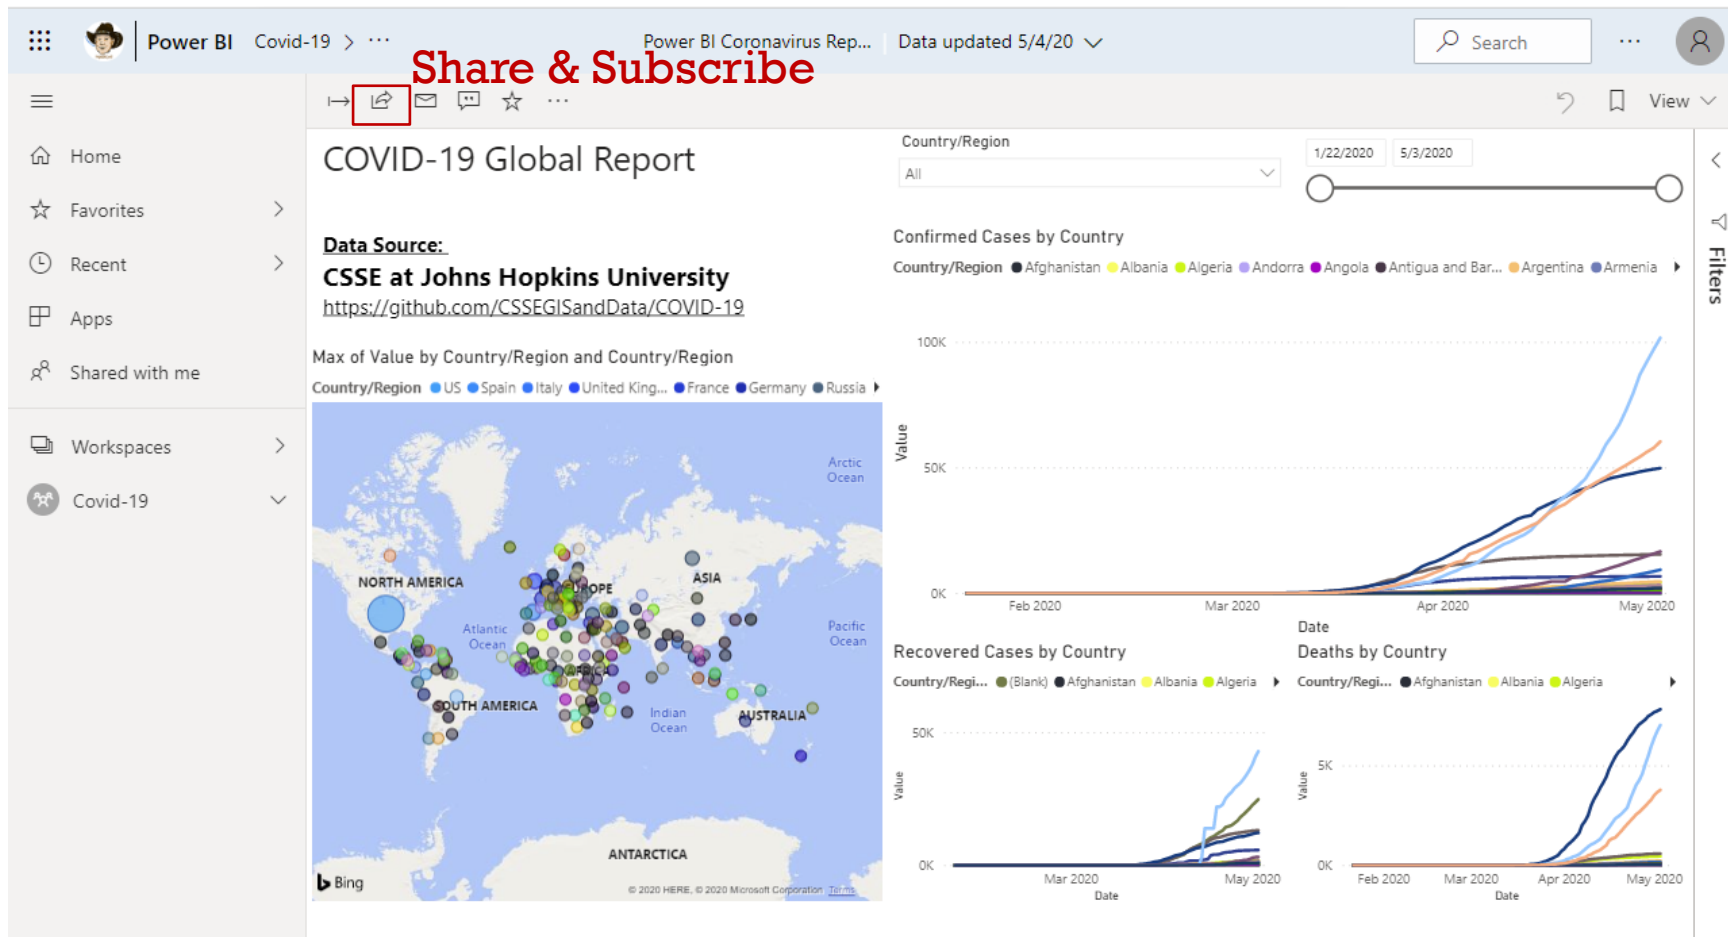 Power BI Covid-19 > ···
Power BI Coronavirus Rep... Data updated 5/4/20
Search
Share & Subscribe
View
Home
Favorites
Recent
Apps
Shared with me
Workspaces
Covid-19
COVID-19 Global Report
Data Source:
CSSE at Johns Hopkins University
https://github.com/CSSEGISandData/COVID-19
Max of Value by Country/Region and Country/Region
Country/Region US Spain Italy United King... France Germany Russia
Arctic
Ocean
NORTH AMERICA
EUROPE
ASIA
Atlantic
Ocean
Pacific
Ocean
AFRICA
SOUTH AMERICA
Indian
Ocean
AUSTRALIA
ANTARCTICA
Bing
© 2020 HERE, © 2020 Microsoft Corporation Terms
Country/Region
All
1/22/2020 5/3/2020
Filters
Confirmed Cases by Country
Country/Region Afghanistan Albania Algeria Andorra Angola Antigua and Bar... Argentina Armenia
100K
50K
0K
Value
Feb 2020 Mar 2020 Apr 2020 May 2020
Date
Recovered Cases by Country
Country/Regi... (Blank) Afghanistan Albania Algeria
50K
0K
Value
Mar 2020 May 2020
Date
Deaths by Country
Country/Regi... Afghanistan Albania Algeria
5K
0K
Value
Feb 2020 Mar 2020 Apr 2020 May 2020
Date